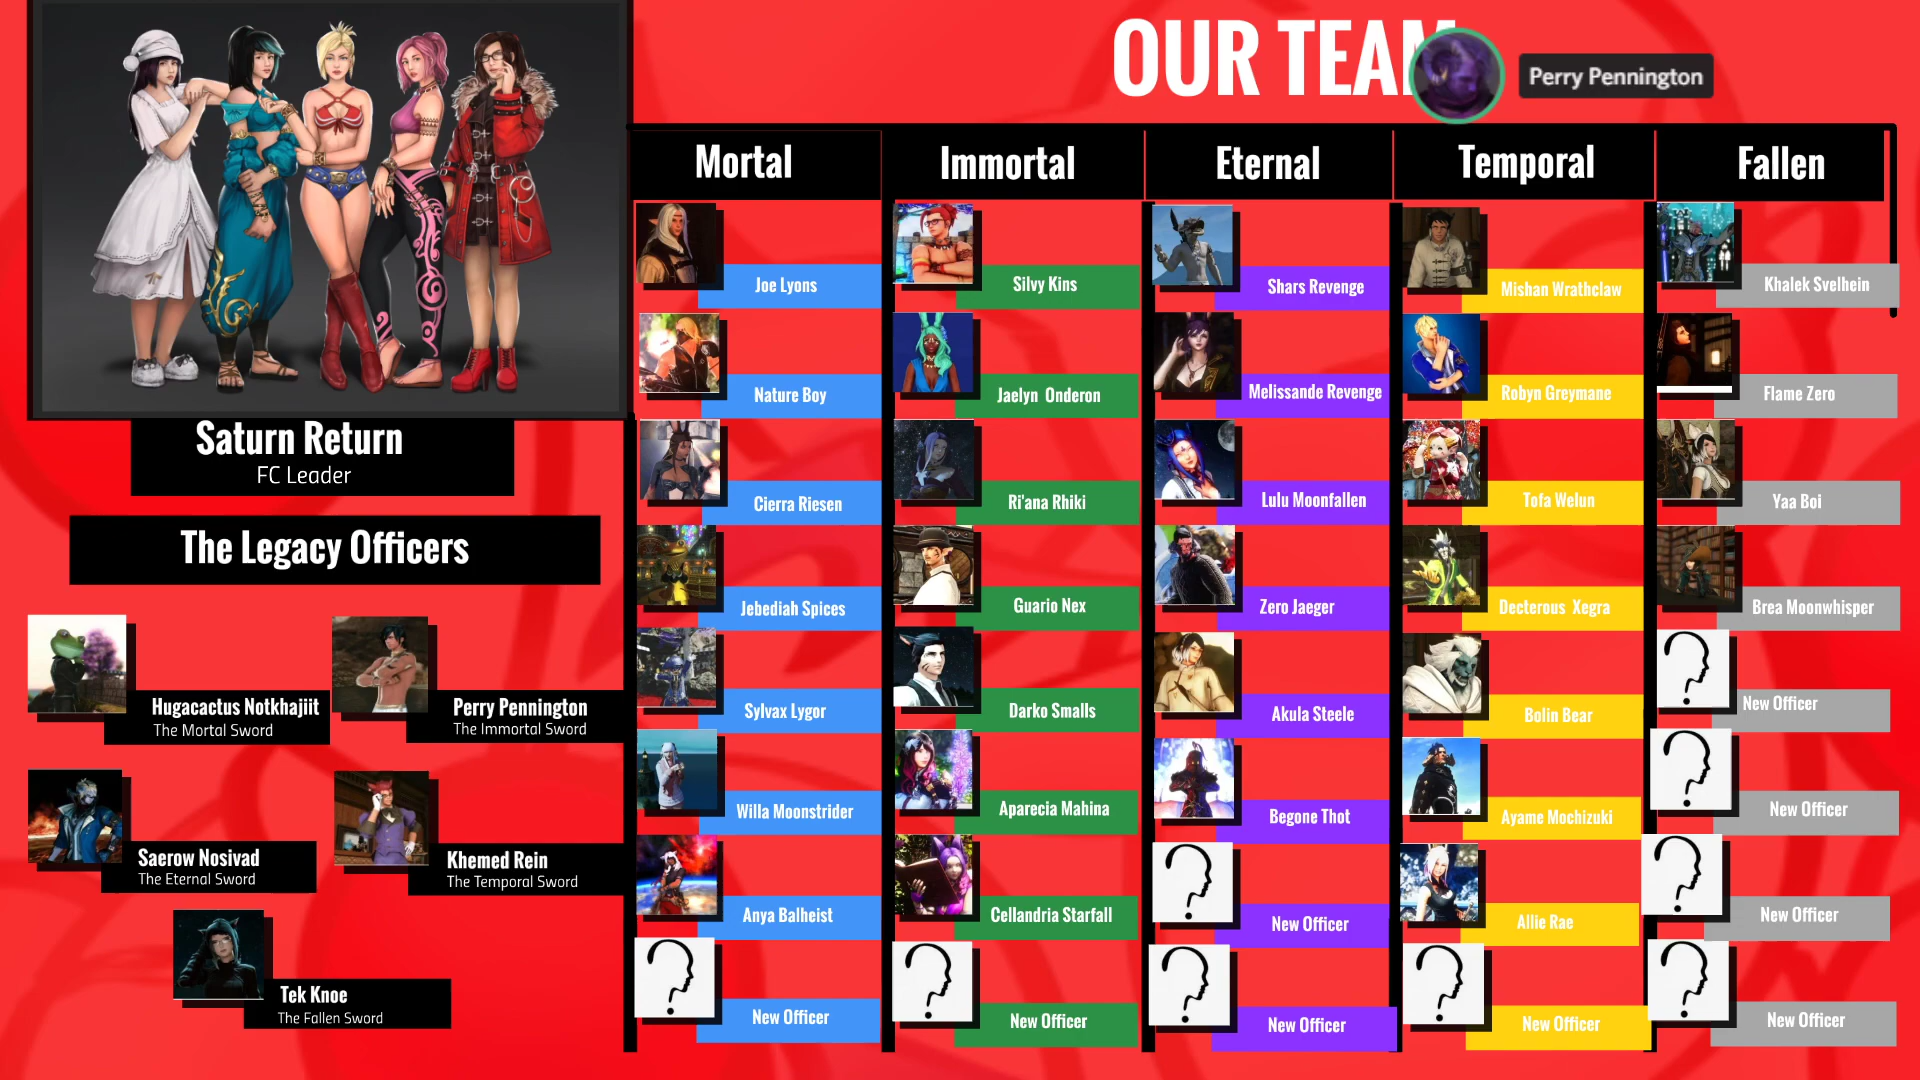 OUR TEAM
Perry Pennington
Saturn Return
FC Leader
The Legacy Officers
Hugacactus Notkhajiit
The Mortal Sword
Perry Pennington
The Immortal Sword
Saerow Nosivad
The Eternal Sword
Khemed Rein
The Temporal Sword
Tek Knoe
The Fallen Sword
Mortal
Joe Lyons
Nature Boy
Cierra Riesen
Jebediah Spices
Sylvax Lygor
Willa Moonstrider
Anya Balheist
New Officer
Immortal
Silvy Kins
Jaelyn Onderon
Ri'ana Rhiki
Guario Nex
Darko Smalls
Aparecia Mahina
Cellandria Starfall
New Officer
Eternal
Shars Revenge
Melissande Revenge
Lulu Moonfallen
Zero Jaeger
Akula Steele
Begone Thot
New Officer
New Officer
Temporal
Mishan Wrathclaw
Robyn Greymane
Tofa Welun
Decterous Xegra
Bolin Bear
Ayame Mochizuki
Allie Rae
New Officer
Fallen
Khalek Svelhein
Flame Zero
Yaa Boi
Brea Moonwhisper
New Officer
New Officer
New Officer
New Officer